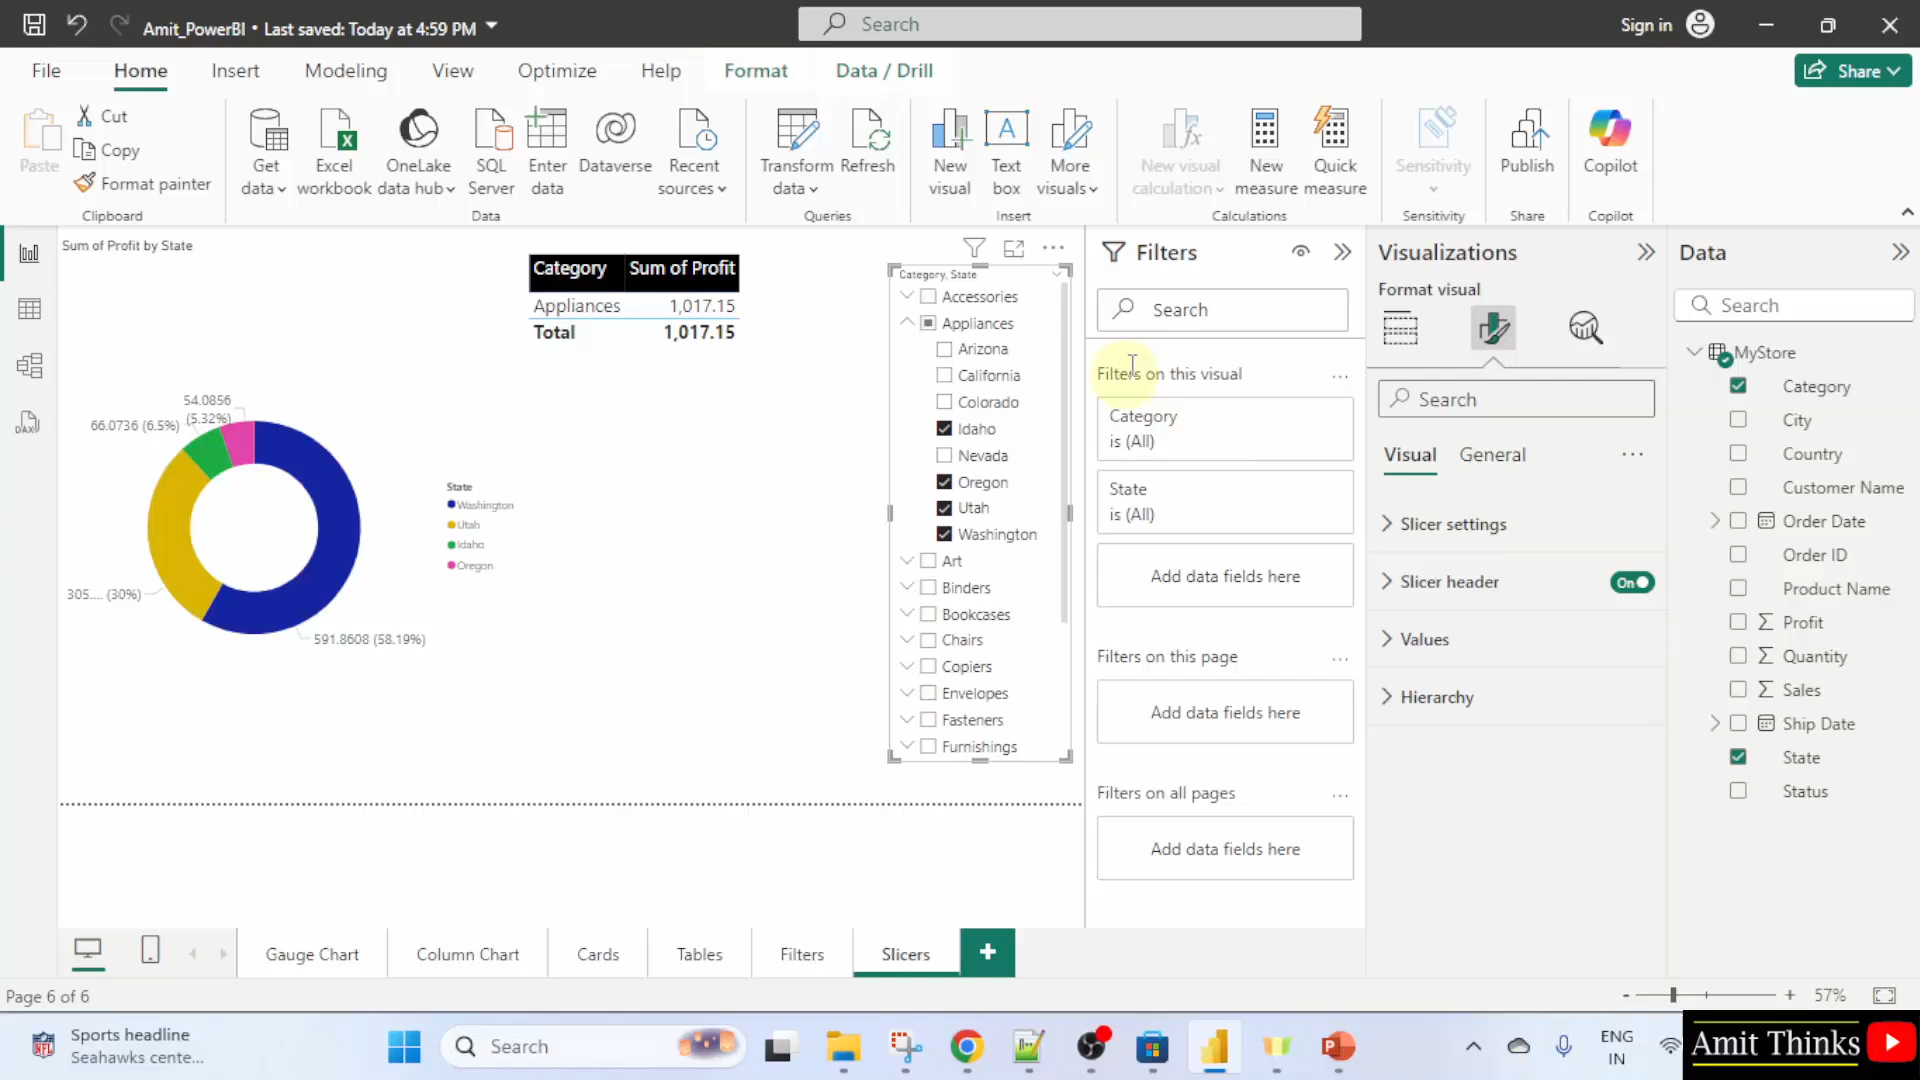 Amit_PowerBI • Last saved: Today at 4:59 PM
Search
Sign in
File
Home
Insert
Modeling
View
Optimize
Help
Format
Data / Drill
Share
Paste
Cut
Copy
Format painter
Clipboard
Get data
Excel workbook
OneLake data hub
SQL Server
Enter data
Dataverse
Recent sources
Data
Transform data
Refresh
Queries
New visual
Text box
More visuals
Insert
New visual calculation
New measure
Quick measure
Calculations
Sensitivity
Sensitivity
Publish
Share
Copilot
Copilot
Sum of Profit by State
Category Sum of Profit
Appliances 1,017.15
Total 1,017.15
54.0856 (5.32%)
66.0736 (6.5%)
305.... (30%)
591.8608 (58.19%)
State
Washington
Utah
Idaho
Oregon
Category, State
Accessories
Appliances
Arizona
California
Colorado
Idaho
Nevada
Oregon
Utah
Washington
Art
Binders
Bookcases
Chairs
Copiers
Envelopes
Fasteners
Furnishings
Filters
Search
Filters on this visual
Category
is (All)
State
is (All)
Add data fields here
Filters on this page
Add data fields here
Filters on all pages
Add data fields here
Visualizations
Format visual
Search
Visual
General
Slicer settings
Slicer header
On
Values
Hierarchy
Data
Search
MyStore
Category
City
Country
Customer Name
Order Date
Order ID
Product Name
Profit
Quantity
Sales
Ship Date
State
Status
DAX
Gauge Chart
Column Chart
Cards
Tables
Filters
Slicers
Page 6 of 6
57%
Sports headline
Seahawks cente...
Search
ENG
IN
Amit Thinks